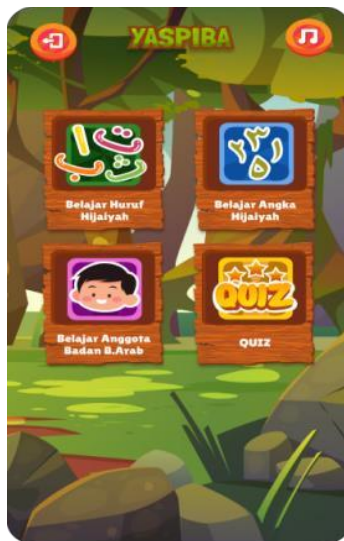 YASPIBA
Belajar Huruf
Hijaiyah
Belajar Angka
Hijaiyah
Belajar Anggota
Badan B.Arab
QUIZ
QUIZ